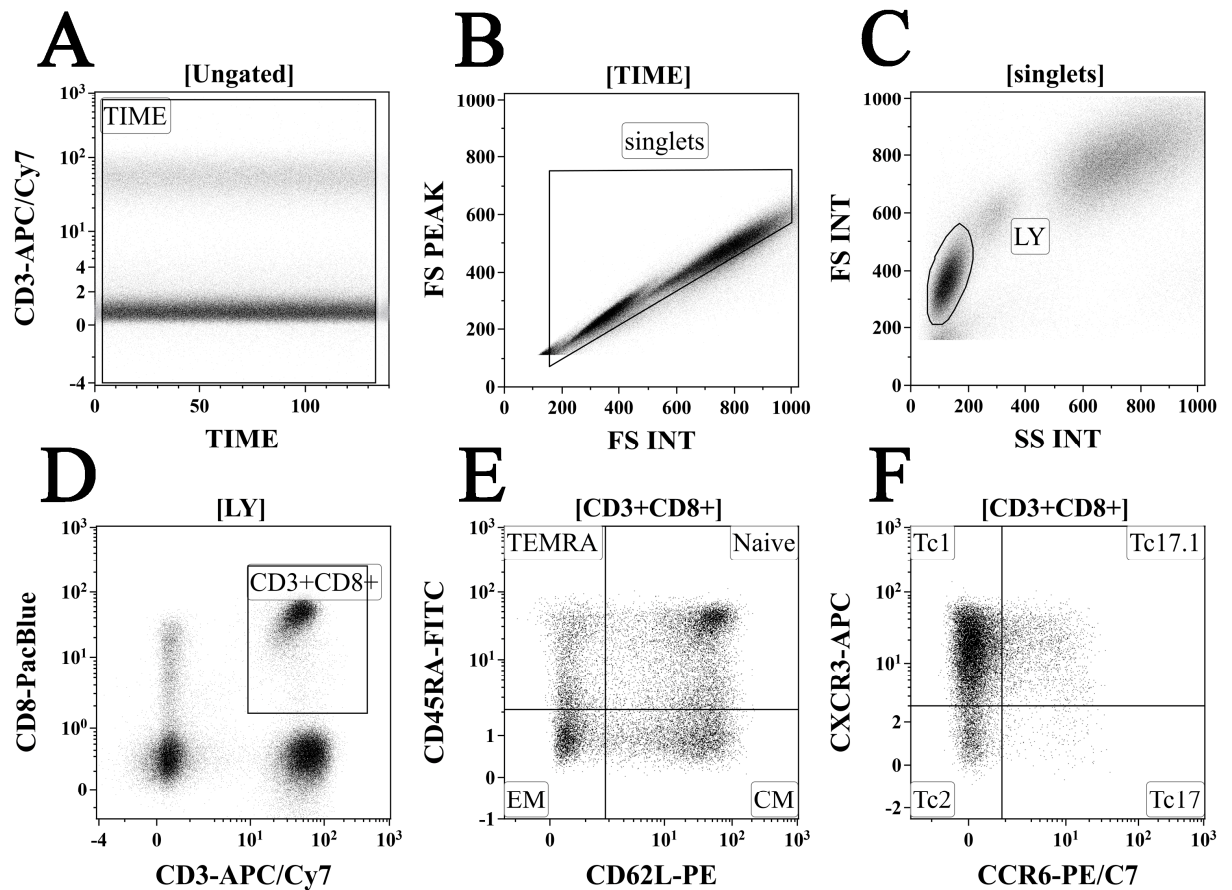 A
[Ungated]
TIME
CD3-APC/Cy7
10³
10²
10¹
4
2
0
-4
0
50
100
TIME
B
[TIME]
singlets
FS PEAK
1000
800
600
400
200
0
0
200
400
600
800
1000
FS INT
C
[singlets]
LY
FS INT
1000
800
600
400
200
0
0
200
400
600
800
1000
SS INT
D
[LY]
CD3+CD8+
CD8-PacBlue
10³
10²
10¹
10⁰
0
-4
0
10¹
10²
10³
CD3-APC/Cy7
E
[CD3+CD8+]
TEMRA
Naive
EM
CM
CD45RA-FITC
10³
10²
10¹
1
0
-1
0
10¹
10²
10³
CD62L-PE
F
[CD3+CD8+]
Tc1
Tc17.1
Tc2
Tc17
CXCR3-APC
10³
10²
10¹
2
0
-2
0
10¹
10²
10³
CCR6-PE/C7